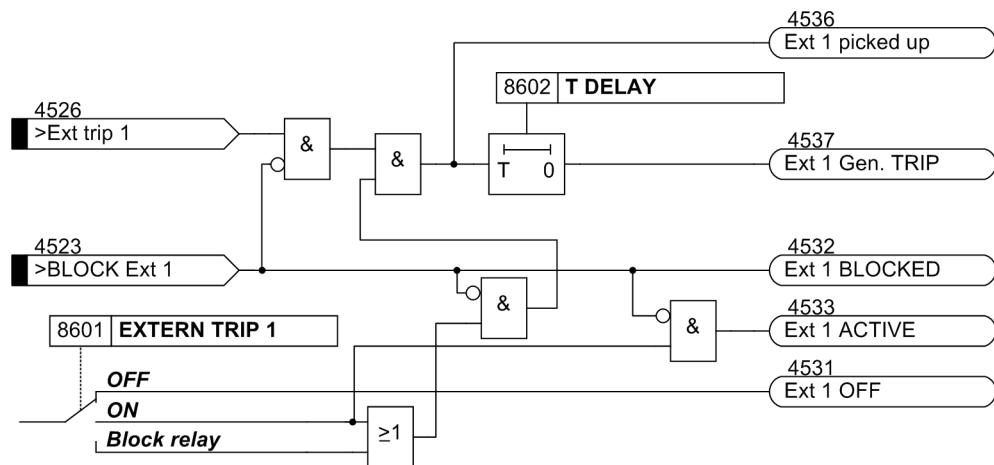 4536
Ext 1 picked up
8602 T DELAY
4526
>Ext trip 1
&
&
T 0
4537
Ext 1 Gen. TRIP
4523
>BLOCK Ext 1
4532
Ext 1 BLOCKED
&
4533
Ext 1 ACTIVE
&
8601 EXTERN TRIP 1
4531
Ext 1 OFF
OFF
ON
Block relay
≥1